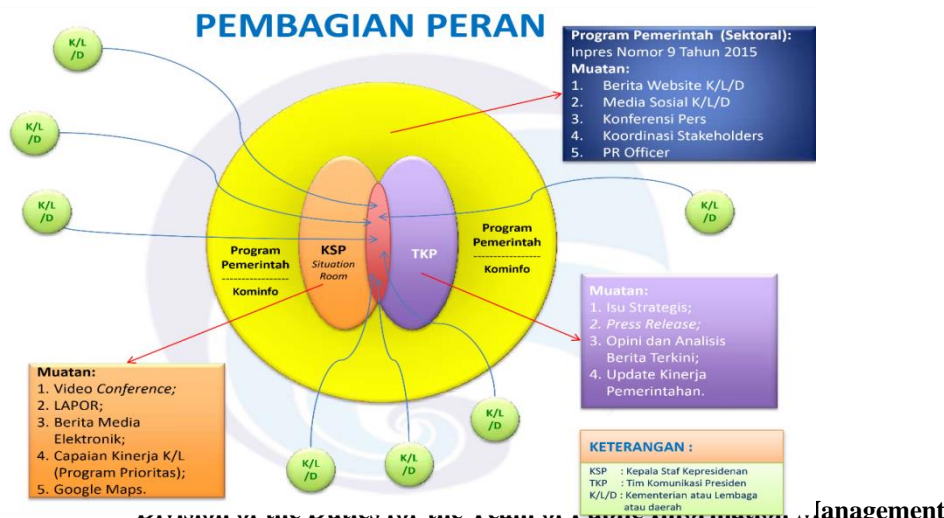 PEMBAGIAN PERAN
K/L
/D
K/L
/D
K/L
/D
K/L
/D
Program Pemerintah (Sektoral):
Inpres Nomor 9 Tahun 2015
Muatan:
1. Berita Website K/L/D
2. Media Sosial K/L/D
3. Konferensi Pers
4. Koordinasi Stakeholders
5. PR Officer
Program
Pemerintah
--------------------
Kominfo
KSP
Situation
Room
TKP
Program
Pemerintah
--------------------
Kominfo
Muatan:
1. Video Conference;
2. LAPOR;
3. Berita Media
Elektronik;
4. Capaian Kinerja K/L
(Program Prioritas);
5. Google Maps.
Muatan:
1. Isu Strategis;
2. Press Release;
3. Opini dan Analisis
Berita Terkini;
4. Update Kinerja
Pemerintahan.
K/L
/D
K/L
/D
K/L
/D
KETERANGAN :
KSP : Kepala Staf Kepresidenan
TKP : Tim Komunikasi Presiden
K/L/D : Kementerian atau Lembaga
atau daerah
[anagement